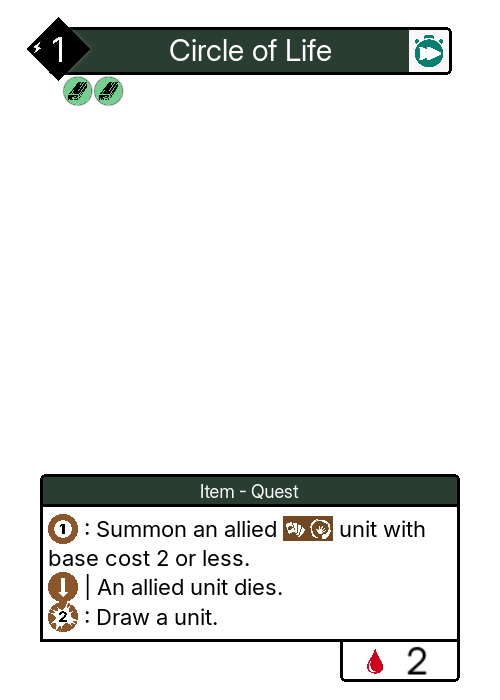 1
Circle of Life
Item - Quest
1 : Summon an allied unit with
base cost 2 or less.
| An allied unit dies.
2 : Draw a unit.
2